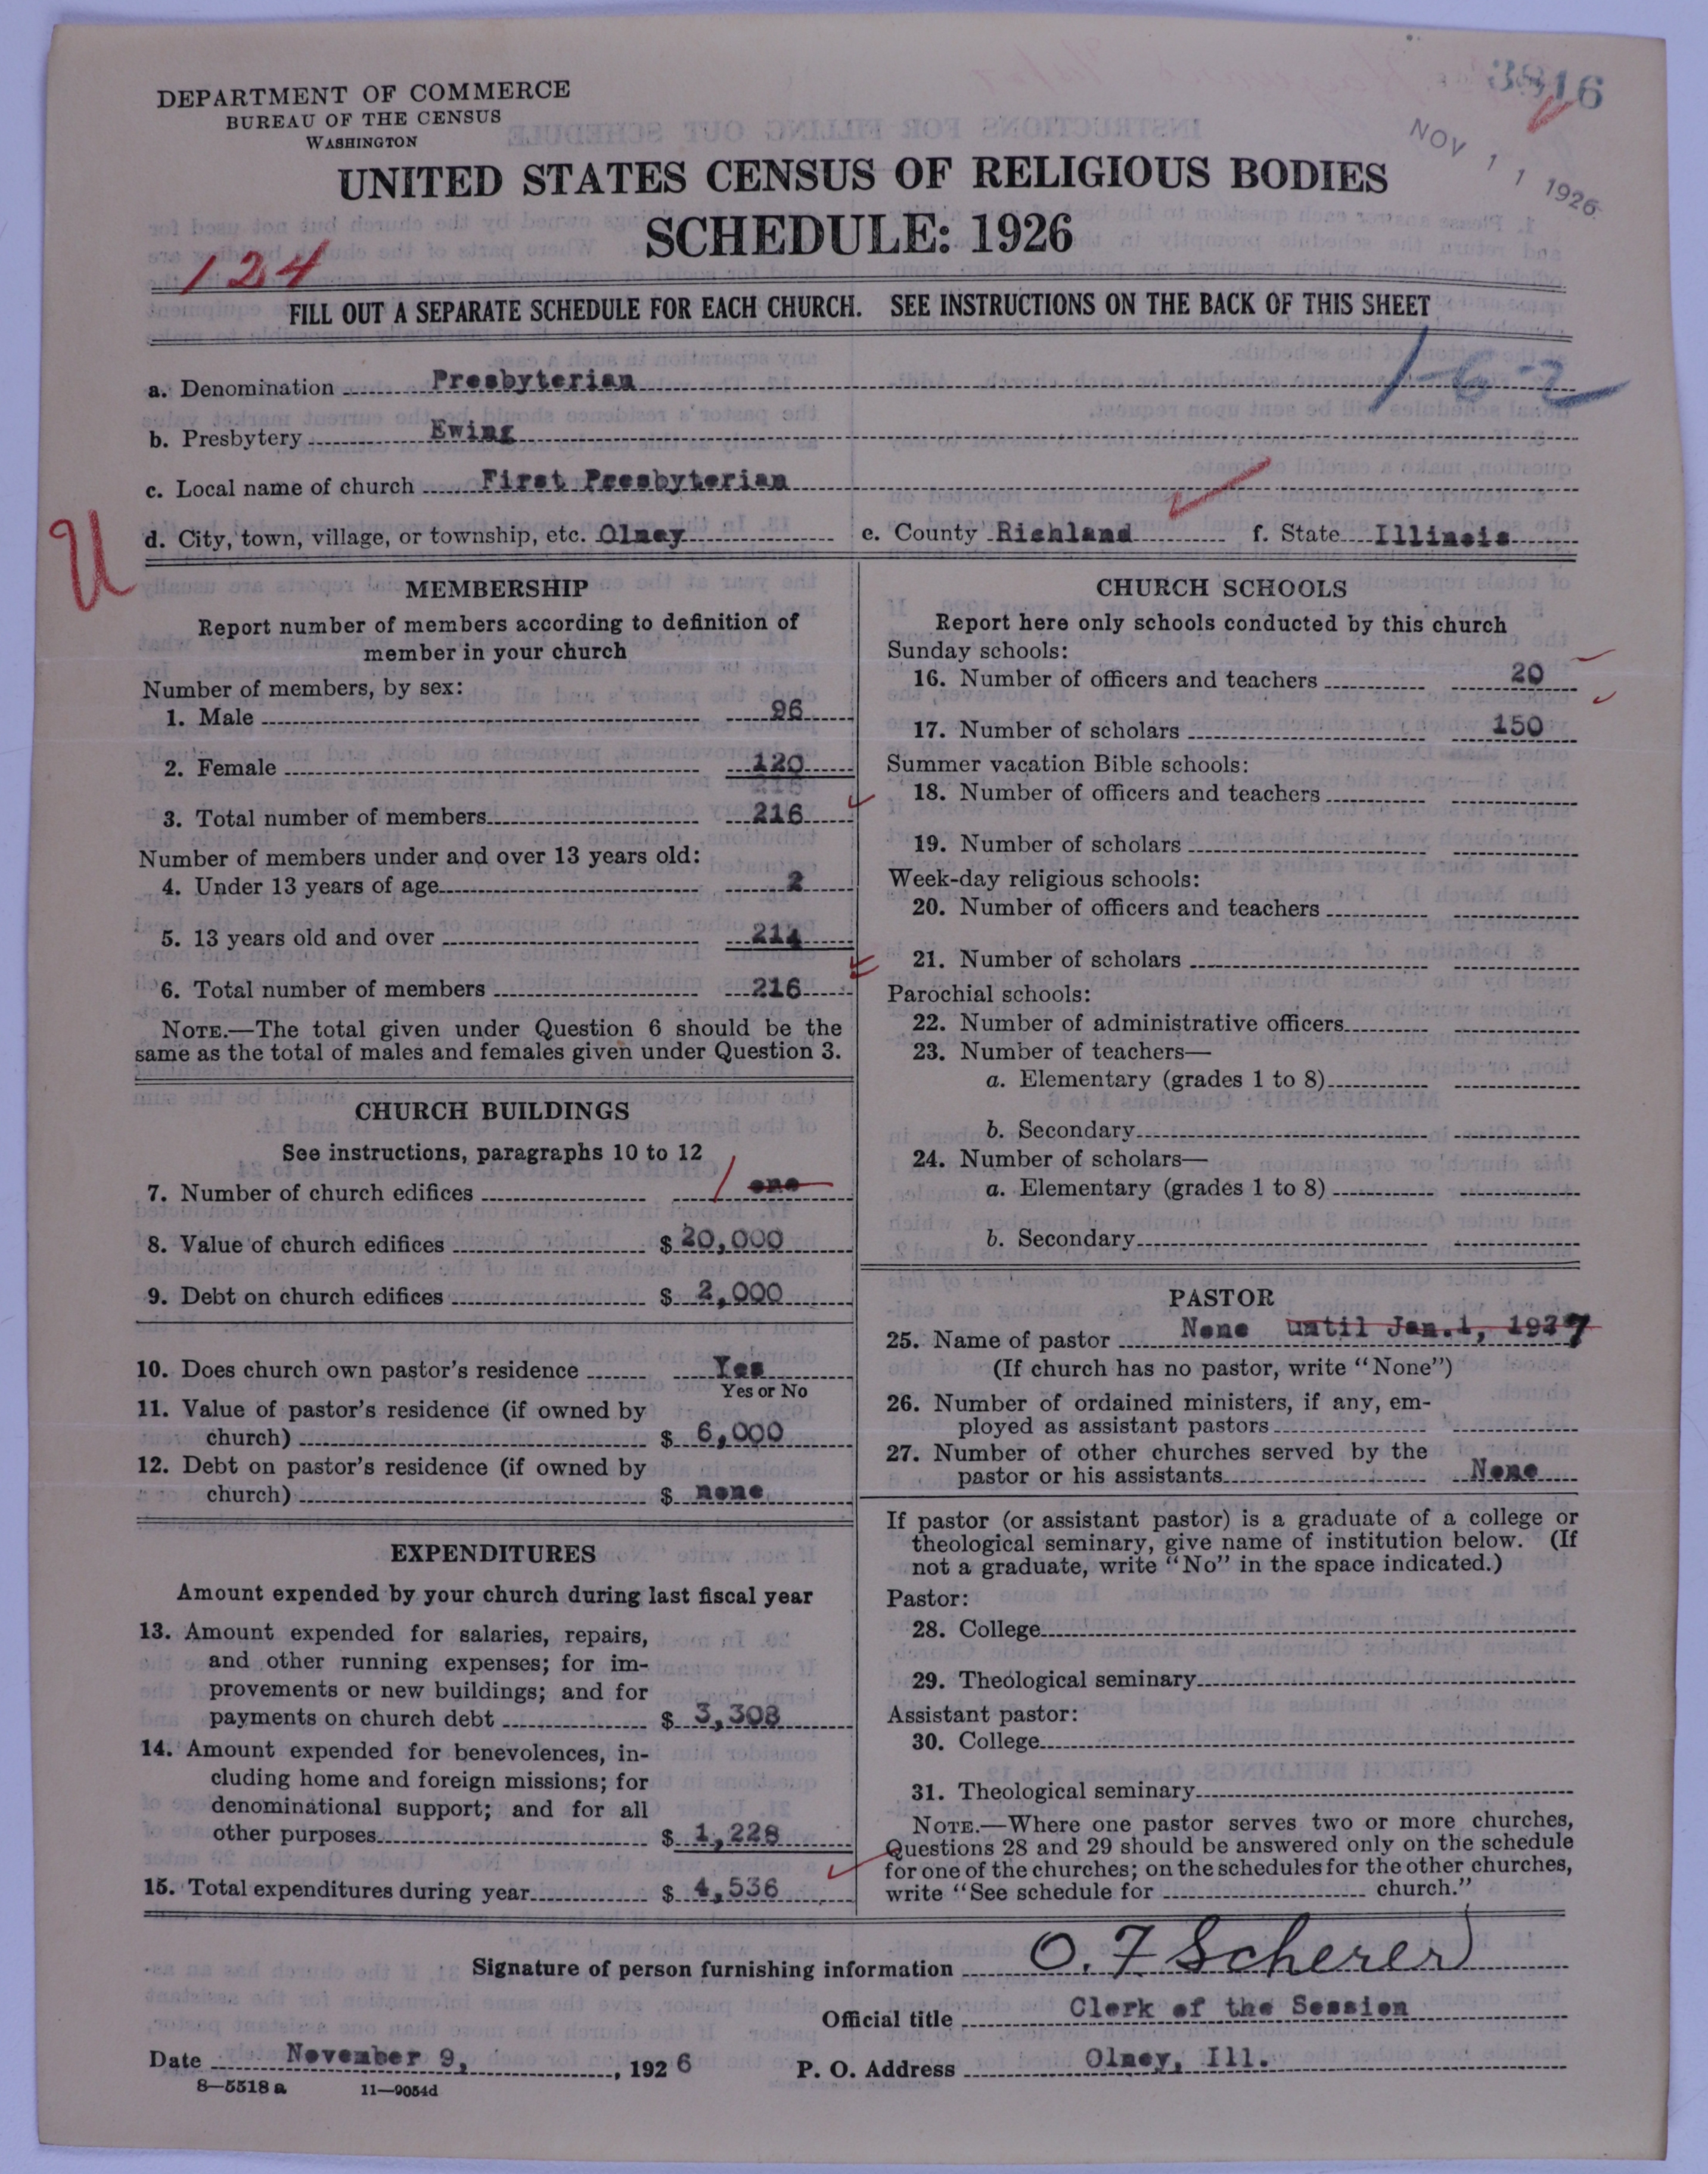 3816
NOV 11 1926
DEPARTMENT OF COMMERCE
BUREAU OF THE CENSUS
WASHINGTON
UNITED STATES CENSUS OF RELIGIOUS BODIES
SCHEDULE: 1926
124
FILL OUT A SEPARATE SCHEDULE FOR EACH CHURCH. SEE INSTRUCTIONS ON THE BACK OF THIS SHEET
1-6-2
a. Denomination Presbyterian
b. Presbytery Ewing
c. Local name of church First Presbyterian
U
d. City, town, village, or township, etc. Olney e. County Richland f. State Illinois
MEMBERSHIP
Report number of members according to definition of
member in your church
Number of members, by sex:
1. Male 96
2. Female 120
3. Total number of members 216
Number of members under and over 13 years old:
4. Under 13 years of age 2
5. 13 years old and over 214
6. Total number of members 216
NOTE.—The total given under Question 6 should be the
same as the total of males and females given under Question 3.
CHURCH BUILDINGS
See instructions, paragraphs 10 to 12
7. Number of church edifices 1 one
8. Value of church edifices $ 20,000
9. Debt on church edifices $ 2,000
10. Does church own pastor's residence Yes
Yes or No
11. Value of pastor's residence (if owned by
church) $ 6,000
12. Debt on pastor's residence (if owned by
church) $ none
EXPENDITURES
Amount expended by your church during last fiscal year
13. Amount expended for salaries, repairs,
and other running expenses; for im-
provements or new buildings; and for
payments on church debt $ 3,308
14. Amount expended for benevolences, in-
cluding home and foreign missions; for
denominational support; and for all
other purposes $ 1,228
15. Total expenditures during year $ 4,536
CHURCH SCHOOLS
Report here only schools conducted by this church
Sunday schools:
16. Number of officers and teachers 20
17. Number of scholars 150
Summer vacation Bible schools:
18. Number of officers and teachers
19. Number of scholars
Week-day religious schools:
20. Number of officers and teachers
21. Number of scholars
Parochial schools:
22. Number of administrative officers
23. Number of teachers—
a. Elementary (grades 1 to 8)
b. Secondary
24. Number of scholars—
a. Elementary (grades 1 to 8)
b. Secondary
PASTOR
25. Name of pastor None until Jan.1, 1927
(If church has no pastor, write "None")
26. Number of ordained ministers, if any, em-
ployed as assistant pastors
27. Number of other churches served by the
pastor or his assistants None
If pastor (or assistant pastor) is a graduate of a college or
theological seminary, give name of institution below. (If
not a graduate, write "No" in the space indicated.)
Pastor:
28. College
29. Theological seminary
Assistant pastor:
30. College
31. Theological seminary
NOTE.—Where one pastor serves two or more churches,
Questions 28 and 29 should be answered only on the schedule
for one of the churches; on the schedules for the other churches,
write "See schedule for church."
Signature of person furnishing information O. F Scherer
Official title Clerk of the Session
Date November 9, , 1926 P. O. Address Olney, Ill.
8—5518 a 11—9054d